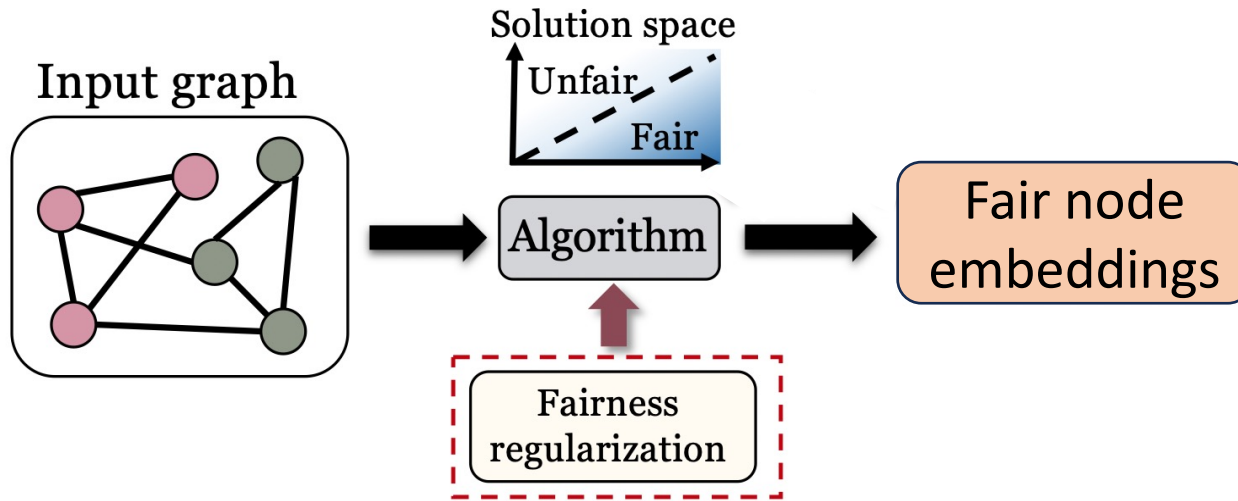 Input graph
Solution space
Unfair
Fair
Algorithm
Fair node
embeddings
Fairness
regularization